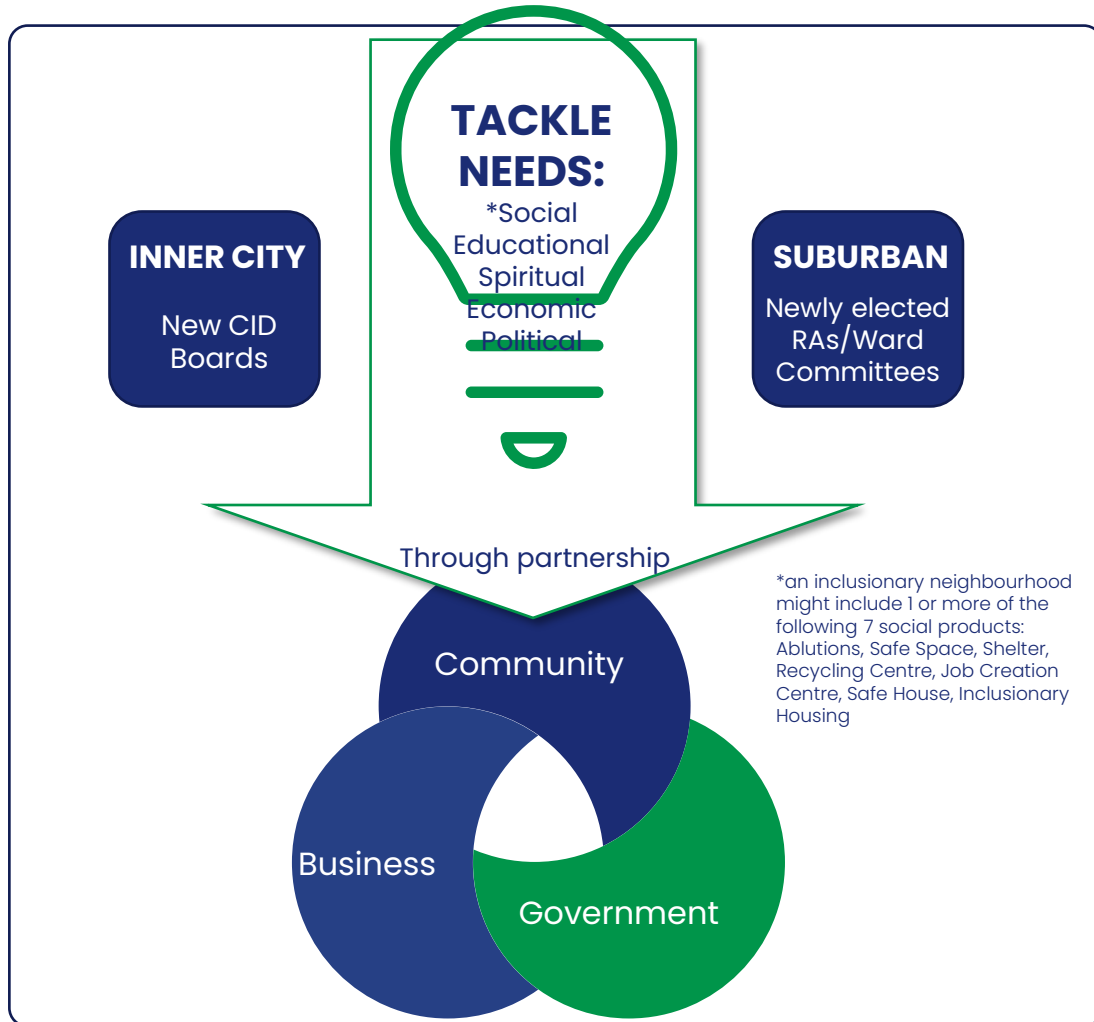 TACKLE
NEEDS:
*Social
Educational
Spiritual
Economic
Political
INNER CITY
New CID
Boards
SUBURBAN
Newly elected
RAs/Ward
Committees
Through partnership
*an inclusionary neighbourhood
might include 1 or more of the
following 7 social products:
Ablutions, Safe Space, Shelter,
Recycling Centre, Job Creation
Centre, Safe House, Inclusionary
Housing
Community
Business
Government